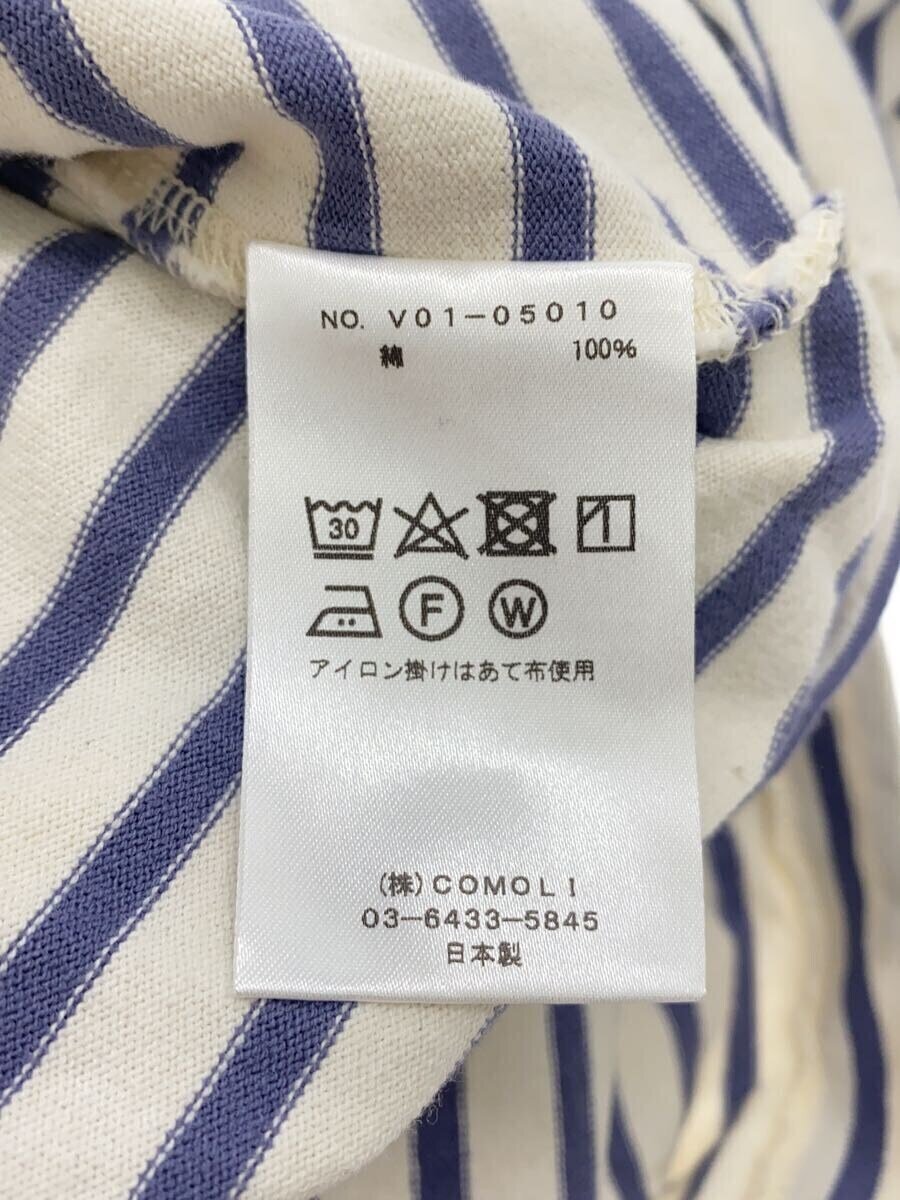 NO. V01-05010
綿 100%
30
F W
アイロン掛けはあて布使用
(株)COMOLI
03-6433-5845
日本製